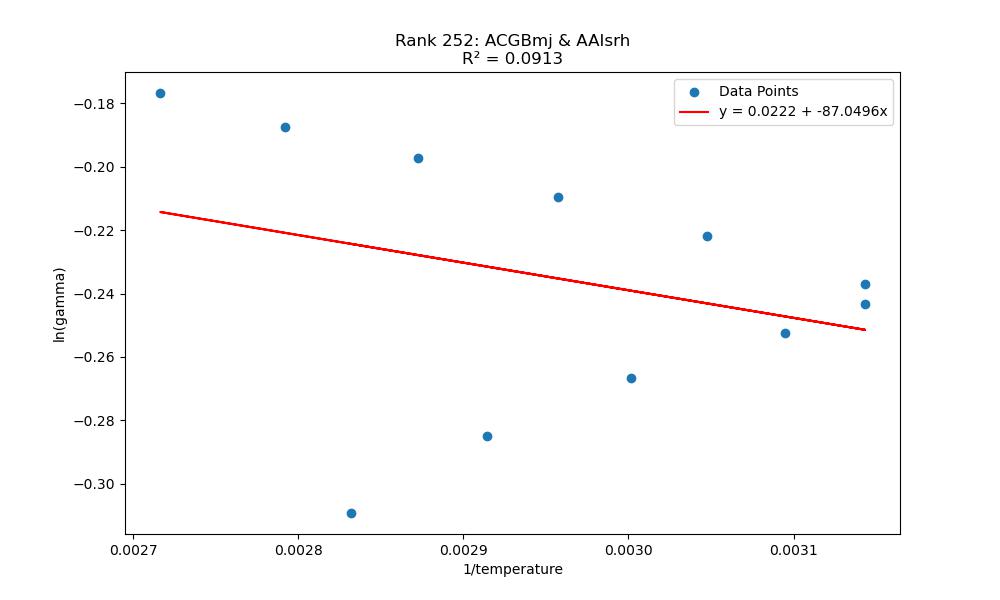 Rank 252: ACGBmj & AAIsrh
R² = 0.0913
Data Points
y = 0.0222 + -87.0496x
−0.18
−0.20
−0.22
−0.24
−0.26
−0.28
−0.30
ln(gamma)
0.0027
0.0028
0.0029
0.0030
0.0031
1/temperature